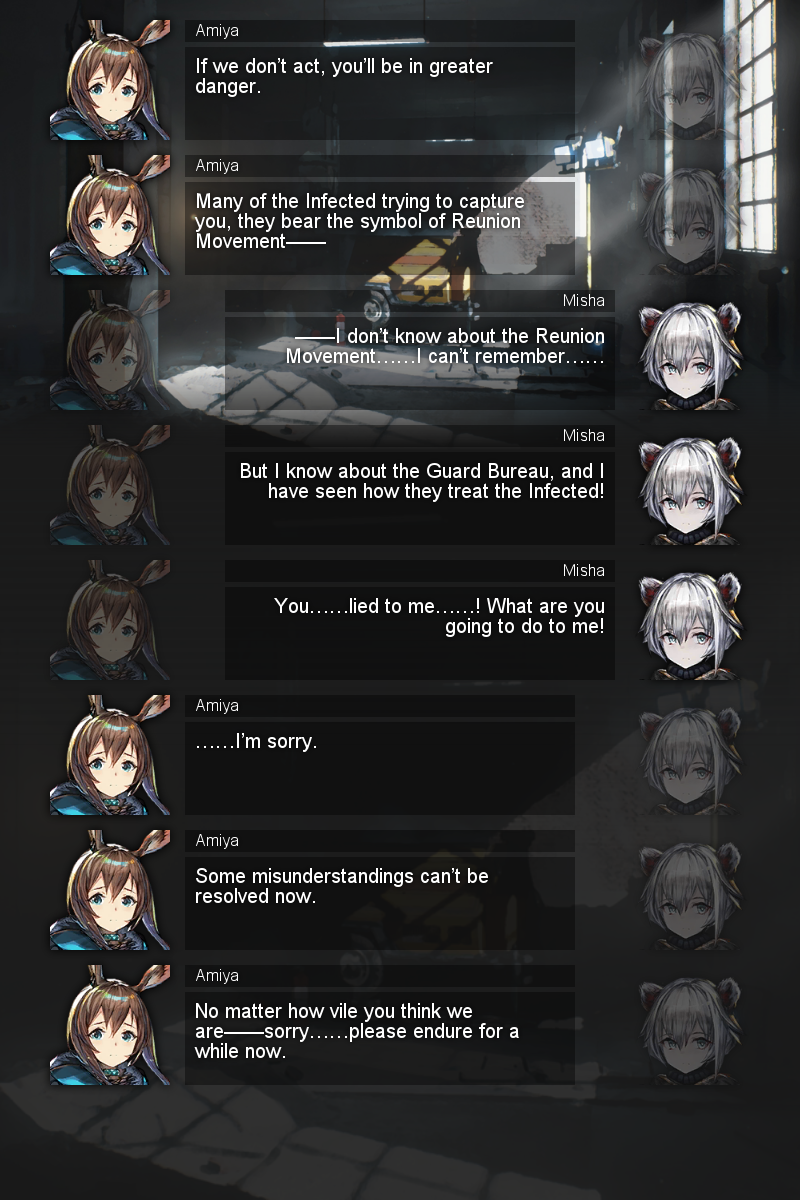 Amiya
If we don't act, you'll be in greater
danger.
Amiya
Many of the Infected trying to capture
you, they bear the symbol of Reunion
Movement——
Misha
——I don't know about the Reunion
Movement……I can't remember……
Misha
But I know about the Guard Bureau, and I
have seen how they treat the Infected!
Misha
You……lied to me……! What are you
going to do to me!
Amiya
……I'm sorry.
Amiya
Some misunderstandings can't be
resolved now.
Amiya
No matter how vile you think we
are——sorry……please endure for a
while now.